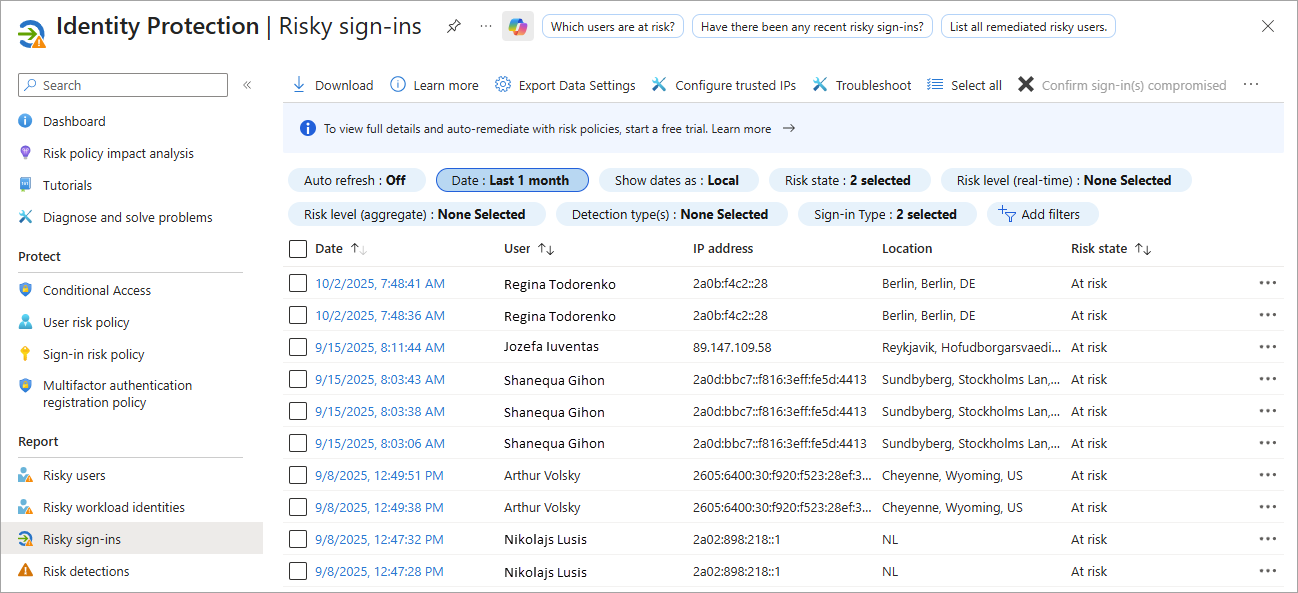 Identity Protection | Risky sign-ins
Which users are at risk?
Have there been any recent risky sign-ins?
List all remediated risky users.
Search
Dashboard
Risk policy impact analysis
Tutorials
Diagnose and solve problems
Protect
Conditional Access
User risk policy
Sign-in risk policy
Multifactor authentication
registration policy
Report
Risky users
Risky workload identities
Risky sign-ins
Risk detections
Download Learn more Export Data Settings Configure trusted IPs Troubleshoot Select all Confirm sign-in(s) compromised
To view full details and auto-remediate with risk policies, start a free trial. Learn more
Auto refresh : Off Date : Last 1 month Show dates as : Local Risk state : 2 selected Risk level (real-time) : None Selected
Risk level (aggregate) : None Selected Detection type(s) : None Selected Sign-in Type : 2 selected Add filters
Date User IP address Location Risk state
10/2/2025, 7:48:41 AM Regina Todorenko 2a0b:f4c2::28 Berlin, Berlin, DE At risk
10/2/2025, 7:48:36 AM Regina Todorenko 2a0b:f4c2::28 Berlin, Berlin, DE At risk
9/15/2025, 8:11:44 AM Jozefa Iuventas 89.147.109.58 Reykjavik, Hofudborgarsvaedi... At risk
9/15/2025, 8:03:43 AM Shanequa Gihon 2a0d:bbc7::f816:3eff:fe5d:4413 Sundbyberg, Stockholms Lan,... At risk
9/15/2025, 8:03:38 AM Shanequa Gihon 2a0d:bbc7::f816:3eff:fe5d:4413 Sundbyberg, Stockholms Lan,... At risk
9/15/2025, 8:03:06 AM Shanequa Gihon 2a0d:bbc7::f816:3eff:fe5d:4413 Sundbyberg, Stockholms Lan,... At risk
9/8/2025, 12:49:51 PM Arthur Volsky 2605:6400:30:f920:f523:28ef:3... Cheyenne, Wyoming, US At risk
9/8/2025, 12:49:38 PM Arthur Volsky 2605:6400:30:f920:f523:28ef:3... Cheyenne, Wyoming, US At risk
9/8/2025, 12:47:32 PM Nikolajs Lusis 2a02:898:218::1 NL At risk
9/8/2025, 12:47:28 PM Nikolajs Lusis 2a02:898:218::1 NL At risk